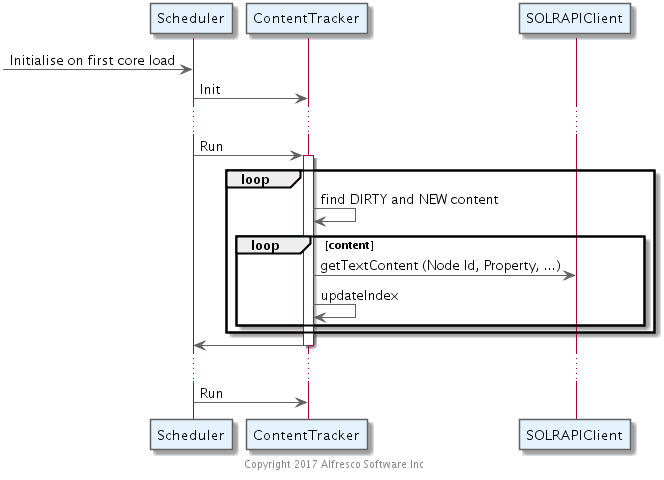 Scheduler
ContentTracker
SOLRAPIClient
Initialise on first core load
Init
Run
loop
find DIRTY and NEW content
loop
[content]
getTextContent (Node Id, Property, ...)
updateIndex
Run
Scheduler
ContentTracker
SOLRAPIClient
Copyright 2017 Alfresco Software Inc